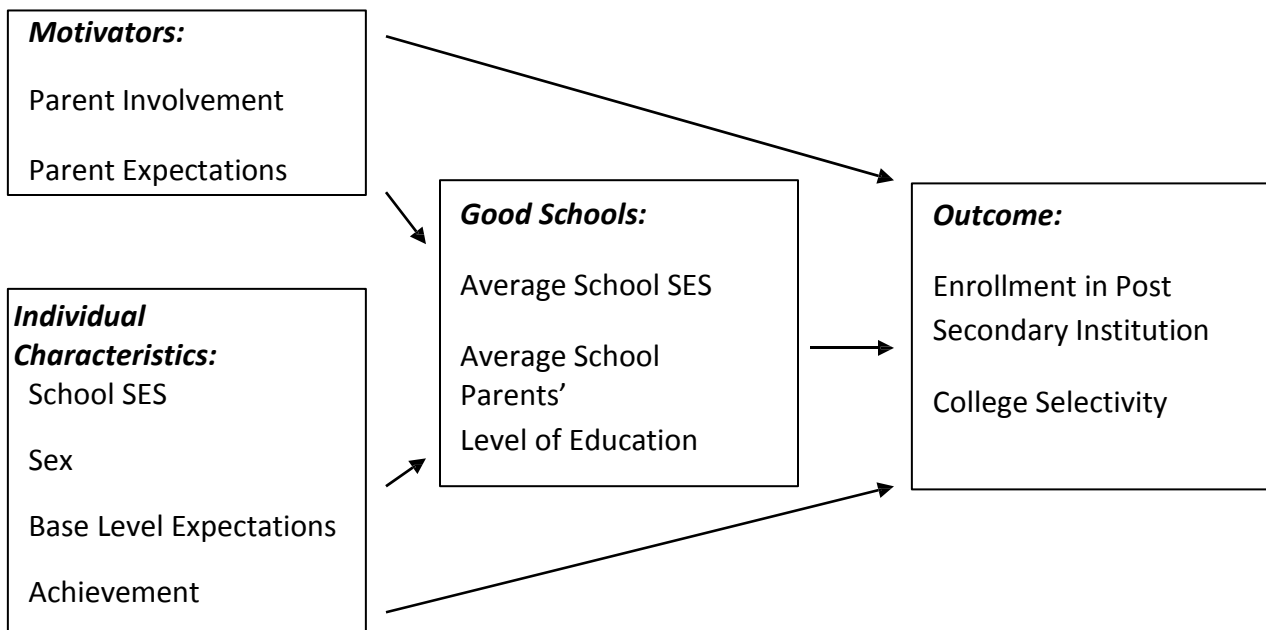 Motivators:
Parent Involvement
Parent Expectations
Individual
Characteristics:
School SES
Sex
Base Level Expectations
Achievement
Good Schools:
Average School SES
Average School
Parents’
Level of Education
Outcome:
Enrollment in Post
Secondary Institution
College Selectivity